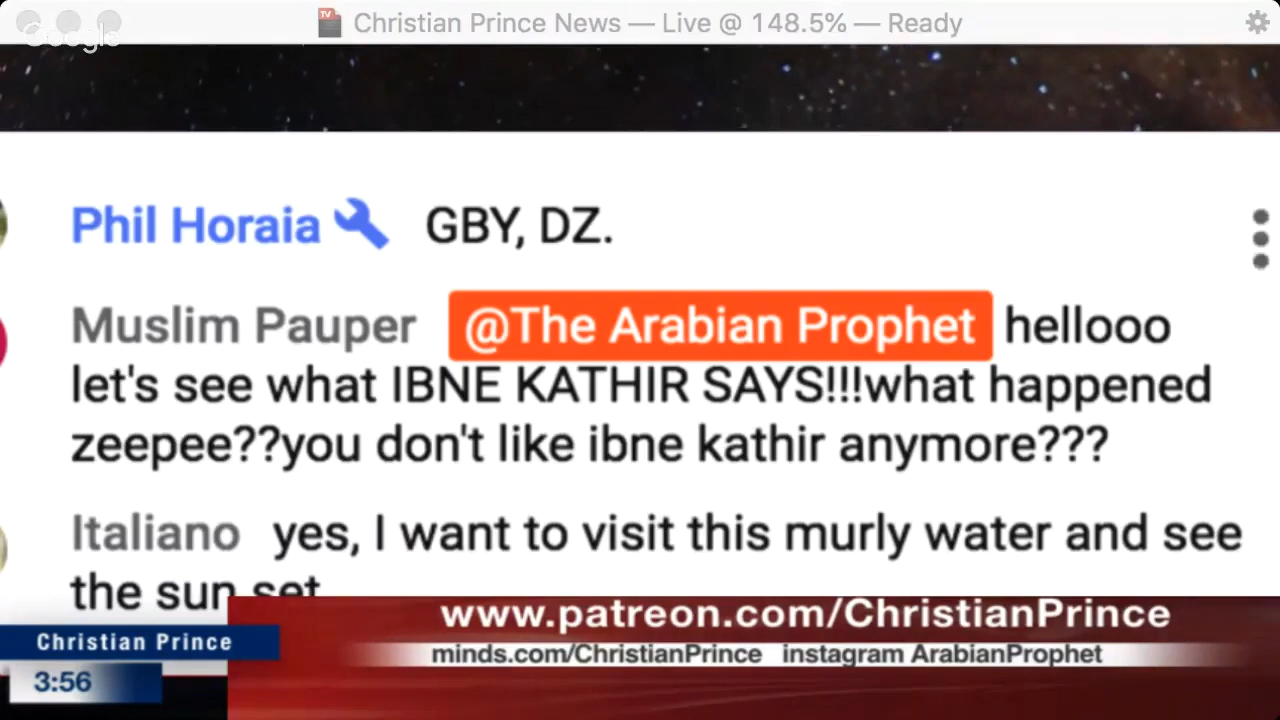 TV Christian Prince News — Live @ 148.5% — Ready
Google
Phil Horaia GBY, DZ.
Muslim Pauper @The Arabian Prophet hellooo
let's see what IBNE KATHIR SAYS!!!what happened
zeepee??you don't like ibne kathir anymore???
Italiano yes, I want to visit this murly water and see
the sun set
www.patreon.com/ChristianPrince
Christian Prince
minds.com/ChristianPrince instagram ArabianProphet
3:56